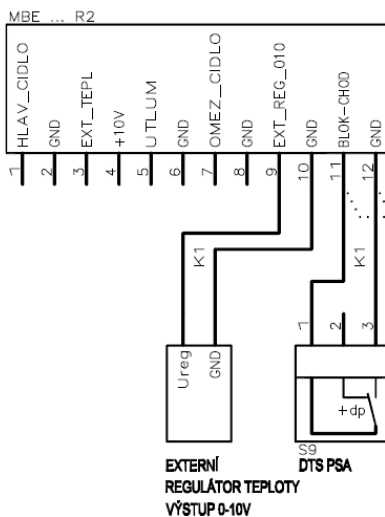 MBE ... R2
HLAV_CIDLO
GND
EXT_TEPL
+10V
UTLUM
GND
OMEZ_CIDLO
GND
EXT_REG_010
GND
BLOK-CHOD
GND
1
2
3
4
5
6
7
8
9
10
11
12
K1
K1
1
2
3
Ureg
GND
+dp
S9
EXTERNÍ
REGULÁTOR TEPLOTY
VÝSTUP 0-10V
DTS PSA